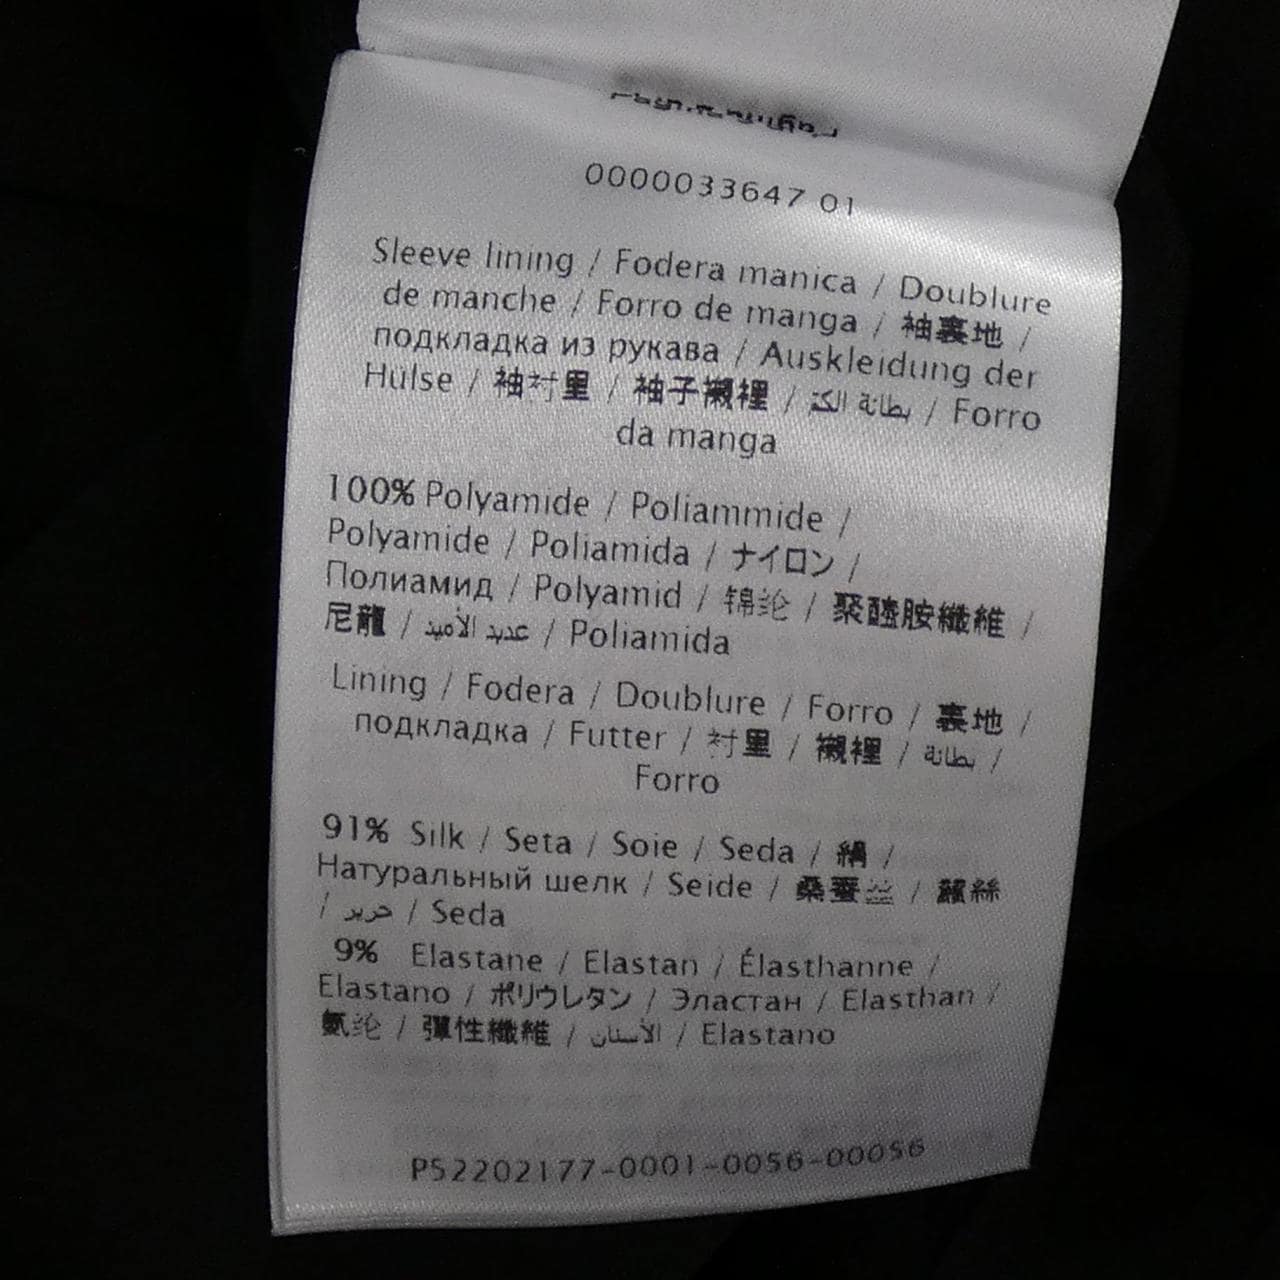 0000033647 01
Sleeve lining / Fodera manica / Doublure
de manche / Forro de manga / 袖裏地 /
подкладка из рукава / Auskleidung der
Hulse / 袖衬里 / 袖子襯裡 / بطانة الكتز / Forro
da manga
100% Polyamide / Poliammide /
Polyamide / Poliamida / ナイロン /
Полиамид / Polyamid / 锦纶 / 聚醯胺纖維 /
尼龍 / عديد الأميد / Poliamida
Lining / Fodera / Doublure / Forro / 裏地 /
подкладка / Futter / 衬里 / 襯裡 / بطانة /
Forro
91% Silk / Seta / Soie / Seda / 絹 /
Натуральный шелк / Seide / 桑蚕丝 / 蠶絲
/ حرير / Seda
9% Elastane / Elastan / Élasthanne /
Elastano / ポリウレタン / Эластан / Elasthan /
氨纶 / 彈性纖維 / الأستان / Elastano
P52202177-0001-0056-00056